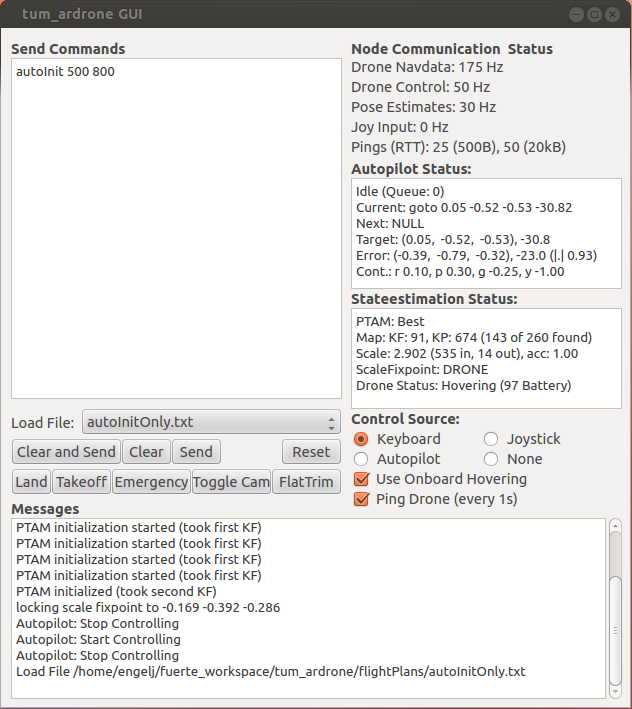 tum_ardrone GUI
Send Commands
autoInit 500 800
Node Communication Status
Drone Navdata: 175 Hz
Drone Control: 50 Hz
Pose Estimates: 30 Hz
Joy Input: 0 Hz
Pings (RTT): 25 (500B), 50 (20kB)
Autopilot Status:
Idle (Queue: 0)
Current: goto 0.05 -0.52 -0.53 -30.82
Next: NULL
Target: (0.05, -0.52, -0.53), -30.8
Error: (-0.39, -0.79, -0.32), -23.0 (|.| 0.93)
Cont.: r 0.10, p 0.30, g -0.25, y -1.00
Stateestimation Status:
PTAM: Best
Map: KF: 91, KP: 674 (143 of 260 found)
Scale: 2.902 (535 in, 14 out), acc: 1.00
ScaleFixpoint: DRONE
Drone Status: Hovering (97 Battery)
Load File: autoInitOnly.txt
Clear and Send Clear Send Reset
Land Takeoff Emergency Toggle Cam FlatTrim
Control Source:
Keyboard Joystick
Autopilot None
Use Onboard Hovering
Ping Drone (every 1s)
Messages
PTAM initialization started (took first KF)
PTAM initialization started (took first KF)
PTAM initialization started (took first KF)
PTAM initialization started (took first KF)
PTAM initialized (took second KF)
locking scale fixpoint to -0.169 -0.392 -0.286
Autopilot: Stop Controlling
Autopilot: Start Controlling
Autopilot: Stop Controlling
Load File /home/engelj/fuerte_workspace/tum_ardrone/flightPlans/autoInitOnly.txt